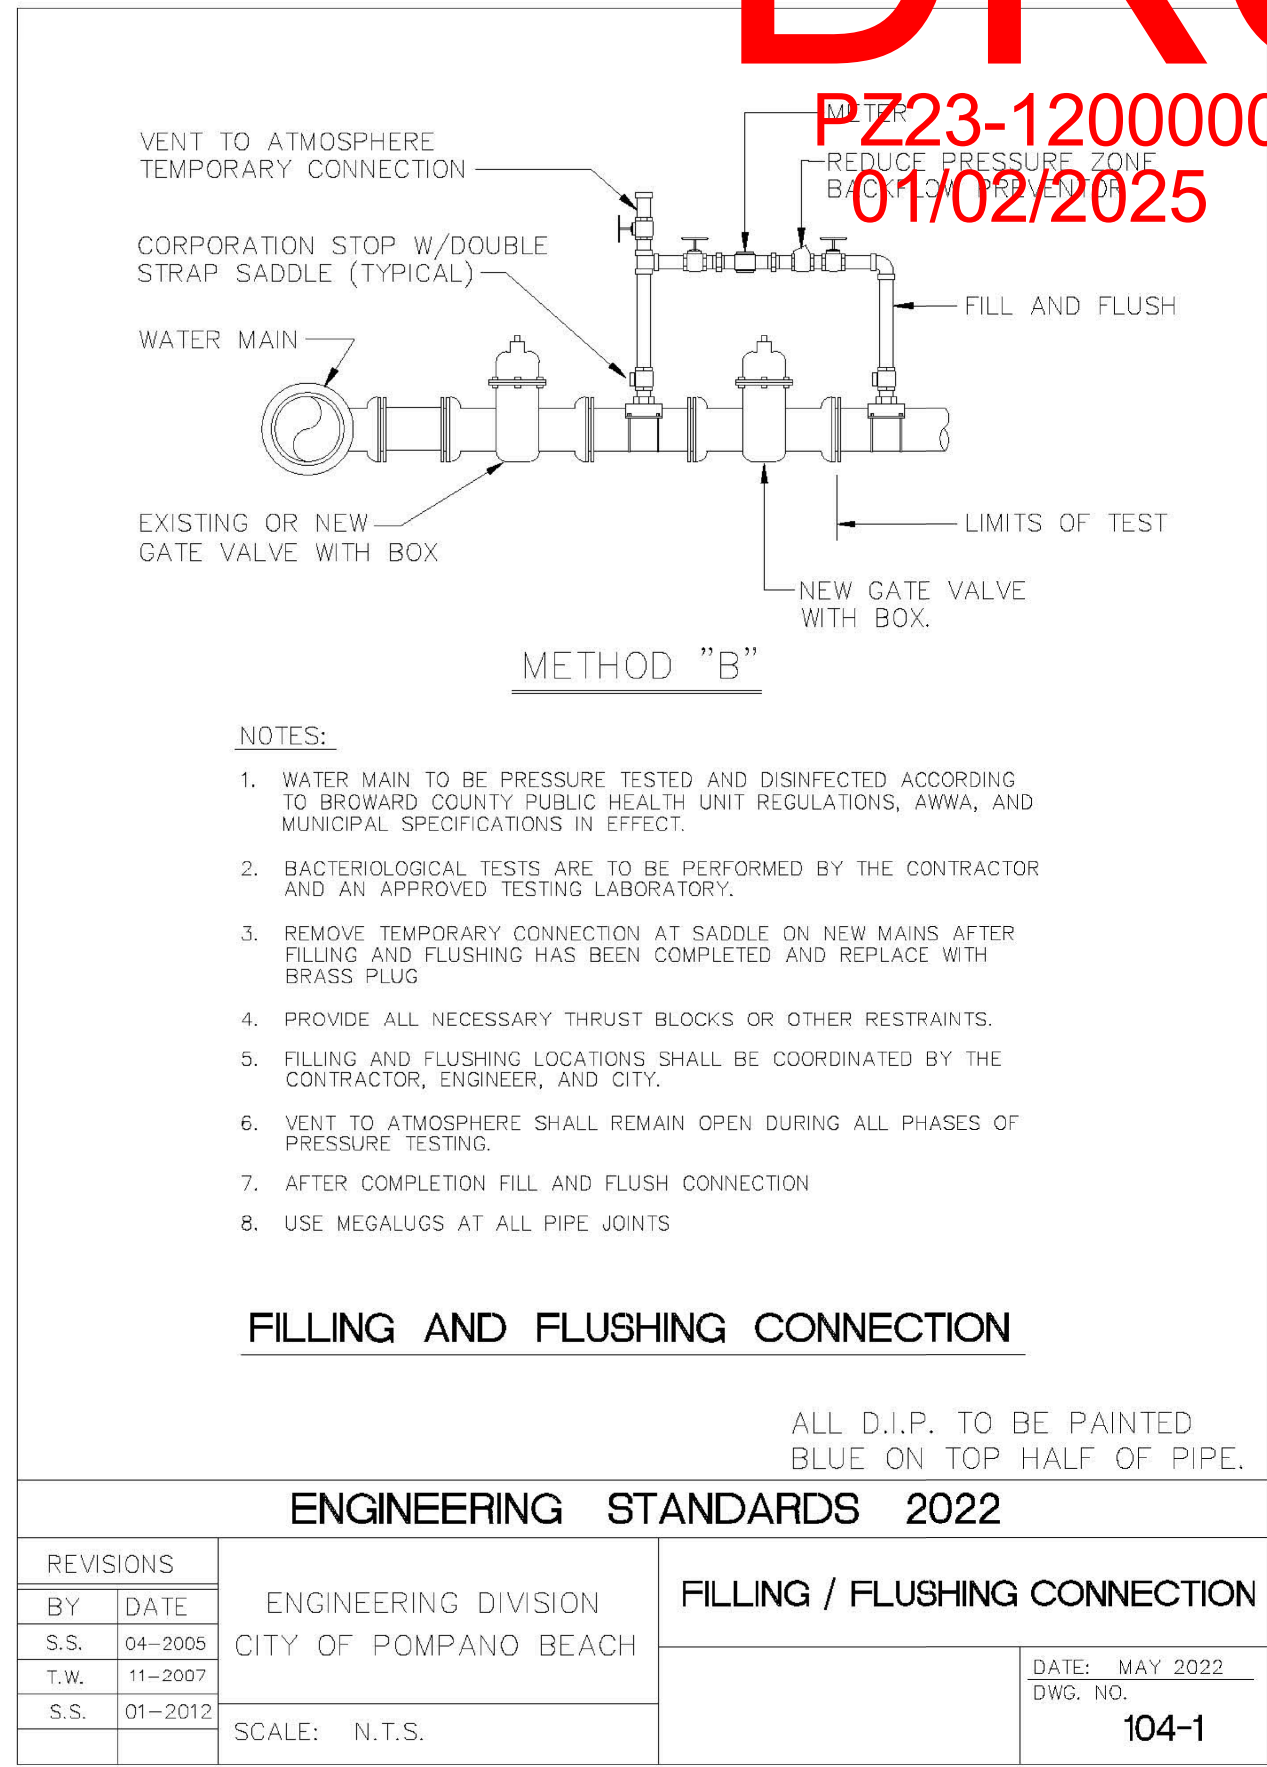 PZ23-1200000
01/02/2025
METER
VENT TO ATMOSPHERE
TEMPORARY CONNECTION
REDUCE PRESSURE ZONE
BACKFLOW PREVENTOR
CORPORATION STOP W/DOUBLE
STRAP SADDLE (TYPICAL)
FILL AND FLUSH
WATER MAIN
EXISTING OR NEW
GATE VALVE WITH BOX
LIMITS OF TEST
NEW GATE VALVE
WITH BOX.
METHOD "B"
NOTES:
1. WATER MAIN TO BE PRESSURE TESTED AND DISINFECTED ACCORDING
TO BROWARD COUNTY PUBLIC HEALTH UNIT REGULATIONS, AWWA, AND
MUNICIPAL SPECIFICATIONS IN EFFECT.
2. BACTERIOLOGICAL TESTS ARE TO BE PERFORMED BY THE CONTRACTOR
AND AN APPROVED TESTING LABORATORY.
3. REMOVE TEMPORARY CONNECTION AT SADDLE ON NEW MAINS AFTER
FILLING AND FLUSHING HAS BEEN COMPLETED AND REPLACE WITH
BRASS PLUG
4. PROVIDE ALL NECESSARY THRUST BLOCKS OR OTHER RESTRAINTS.
5. FILLING AND FLUSHING LOCATIONS SHALL BE COORDINATED BY THE
CONTRACTOR, ENGINEER, AND CITY.
6. VENT TO ATMOSPHERE SHALL REMAIN OPEN DURING ALL PHASES OF
PRESSURE TESTING.
7. AFTER COMPLETION FILL AND FLUSH CONNECTION
8. USE MEGALUGS AT ALL PIPE JOINTS
FILLING AND FLUSHING CONNECTION
ALL D.I.P. TO BE PAINTED
BLUE ON TOP HALF OF PIPE.
ENGINEERING STANDARDS 2022
REVISIONS
BY DATE
S.S. 04-2005
T.W. 11-2007
S.S. 01-2012
ENGINEERING DIVISION
CITY OF POMPANO BEACH
SCALE: N.T.S.
FILLING / FLUSHING CONNECTION
DATE: MAY 2022
DWG. NO.
104-1